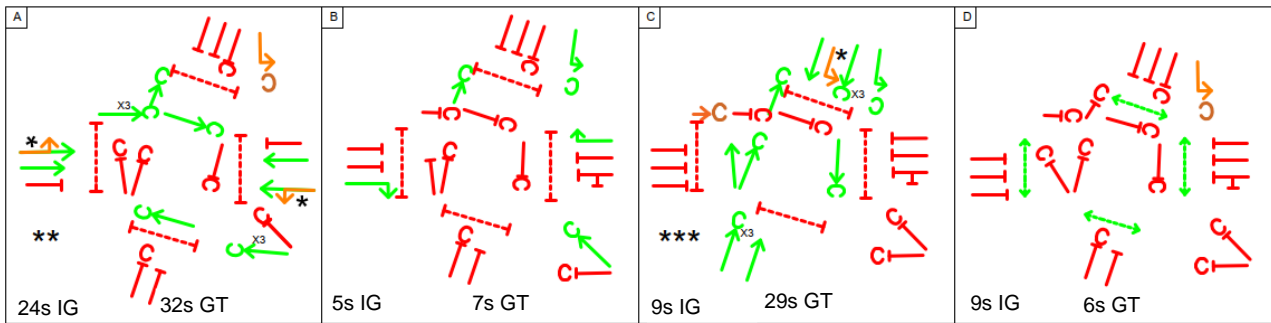 A
X3
*
*
**
X3
24s IG
32s GT
B
5s IG
7s GT
C
*
X3
***
X3
9s IG
29s GT
D
9s IG
6s GT